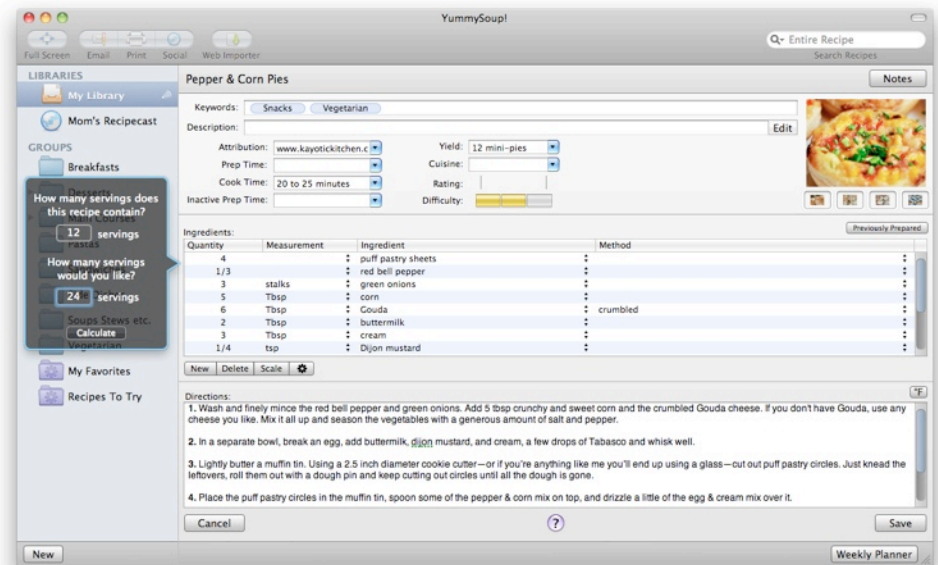 YummySoup!
Full Screen Email Print Social Web Importer
Entire Recipe
Search Recipes
LIBRARIES
My Library
Mom's Recipecast
GROUPS
Breakfasts
Desserts
Main Courses
Pastas
Soups Stews etc.
Vegetarian
My Favorites
Recipes To Try
How many servings does
this recipe contain?
12 servings
How many servings
would you like?
24 servings
Calculate
Pepper & Corn Pies
Notes
Keywords: Snacks Vegetarian
Description:
Edit
Attribution: www.kayotickitchen.c
Yield: 12 mini-pies
Prep Time:
Cuisine:
Cook Time: 20 to 25 minutes
Rating:
Inactive Prep Time:
Difficulty:
Ingredients:
Previously Prepared
Quantity Measurement Ingredient Method
4 puff pastry sheets
1/3 red bell pepper
3 stalks green onions
5 Tbsp corn
6 Tbsp Gouda crumbled
2 Tbsp buttermilk
3 Tbsp cream
1/4 tsp Dijon mustard
New Delete Scale
Directions:
°F
1. Wash and finely mince the red bell pepper and green onions. Add 5 tbsp crunchy and sweet corn and the crumbled Gouda cheese. If you don't have Gouda, use any
cheese you like. Mix it all up and season the vegetables with a generous amount of salt and pepper.
2. In a separate bowl, break an egg, add buttermilk, dijon mustard, and cream, a few drops of Tabasco and whisk well.
3. Lightly butter a muffin tin. Using a 2.5 inch diameter cookie cutter—or if you're anything like me you'll end up using a glass—cut out puff pastry circles. Just knead the
leftovers, roll them out with a dough pin and keep cutting out circles until all the dough is gone.
4. Place the puff pastry circles in the muffin tin, spoon some of the pepper & corn mix on top, and drizzle a little of the egg & cream mix over it.
Cancel
?
Save
New
Weekly Planner